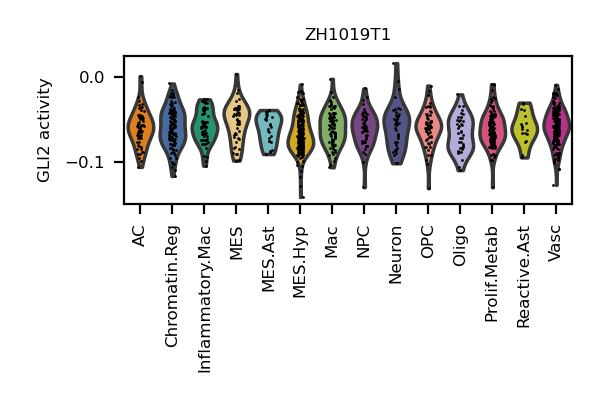 ZH1019T1
GLI2 activity
0.0
−0.1
AC
Chromatin.Reg
Inflammatory.Mac
MES
MES.Ast
MES.Hyp
Mac
NPC
Neuron
OPC
Oligo
Prolif.Metab
Reactive.Ast
Vasc